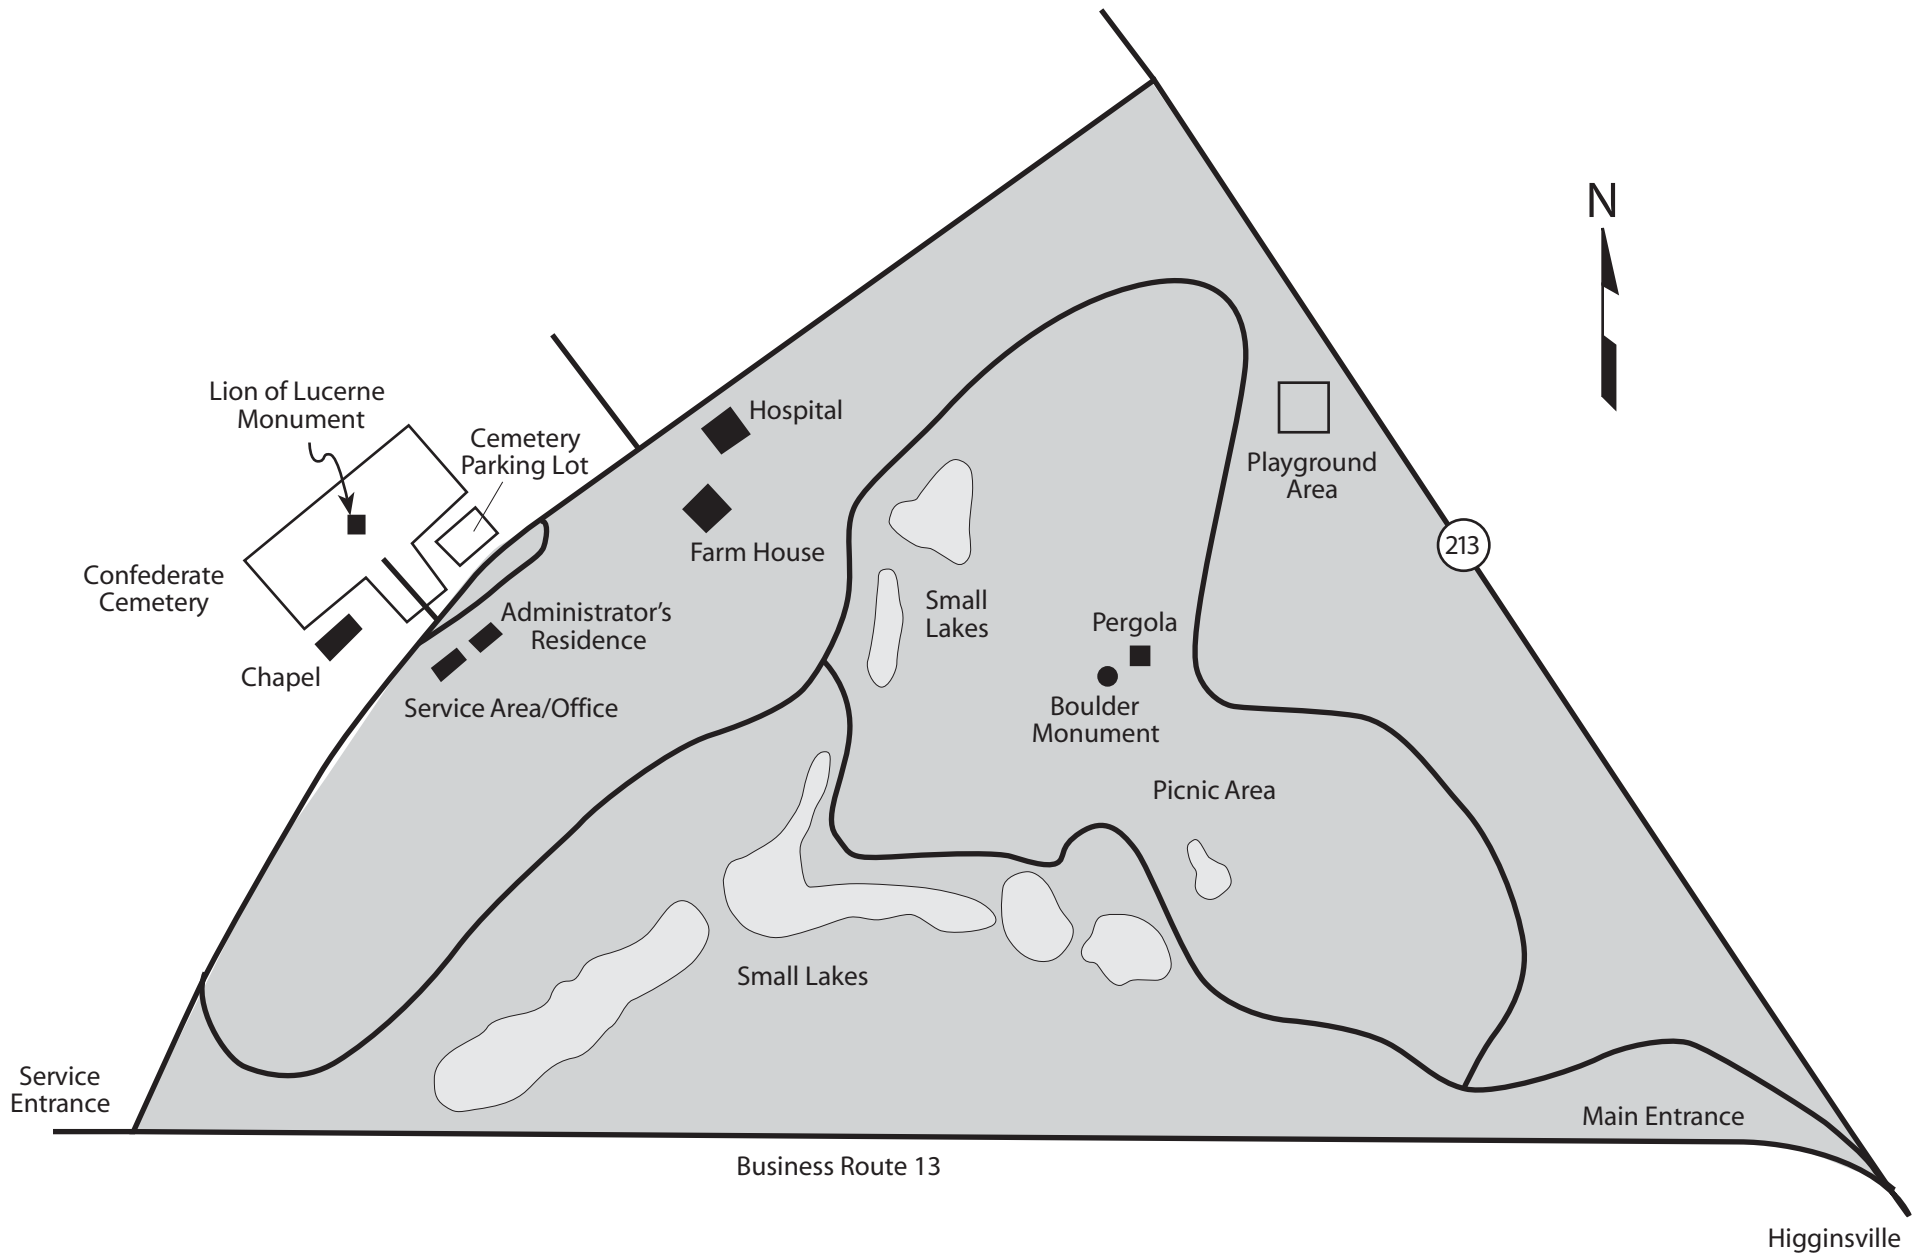 N
Lion of Lucerne
Monument
Hospital
Cemetery
Parking Lot
Playground
Area
213
Farm House
Confederate
Cemetery
Small
Lakes
Administrator's
Residence
Pergola
Chapel
Service Area/Office
Boulder
Monument
Picnic Area
Small Lakes
Service
Entrance
Main Entrance
Business Route 13
Higginsville